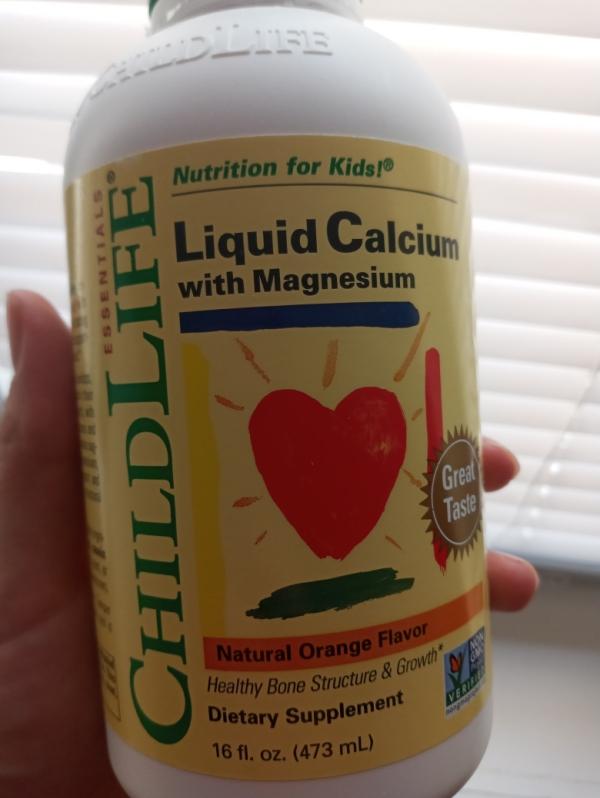 CHILDLIFE
ESSENTIALS®
CHILDLIFE
Nutrition for Kids!®
Liquid Calcium
with Magnesium
Great
Taste
Natural Orange Flavor
Healthy Bone Structure & Growth*
Dietary Supplement
16 fl. oz. (473 mL)
NON
GMO
VERIFIED